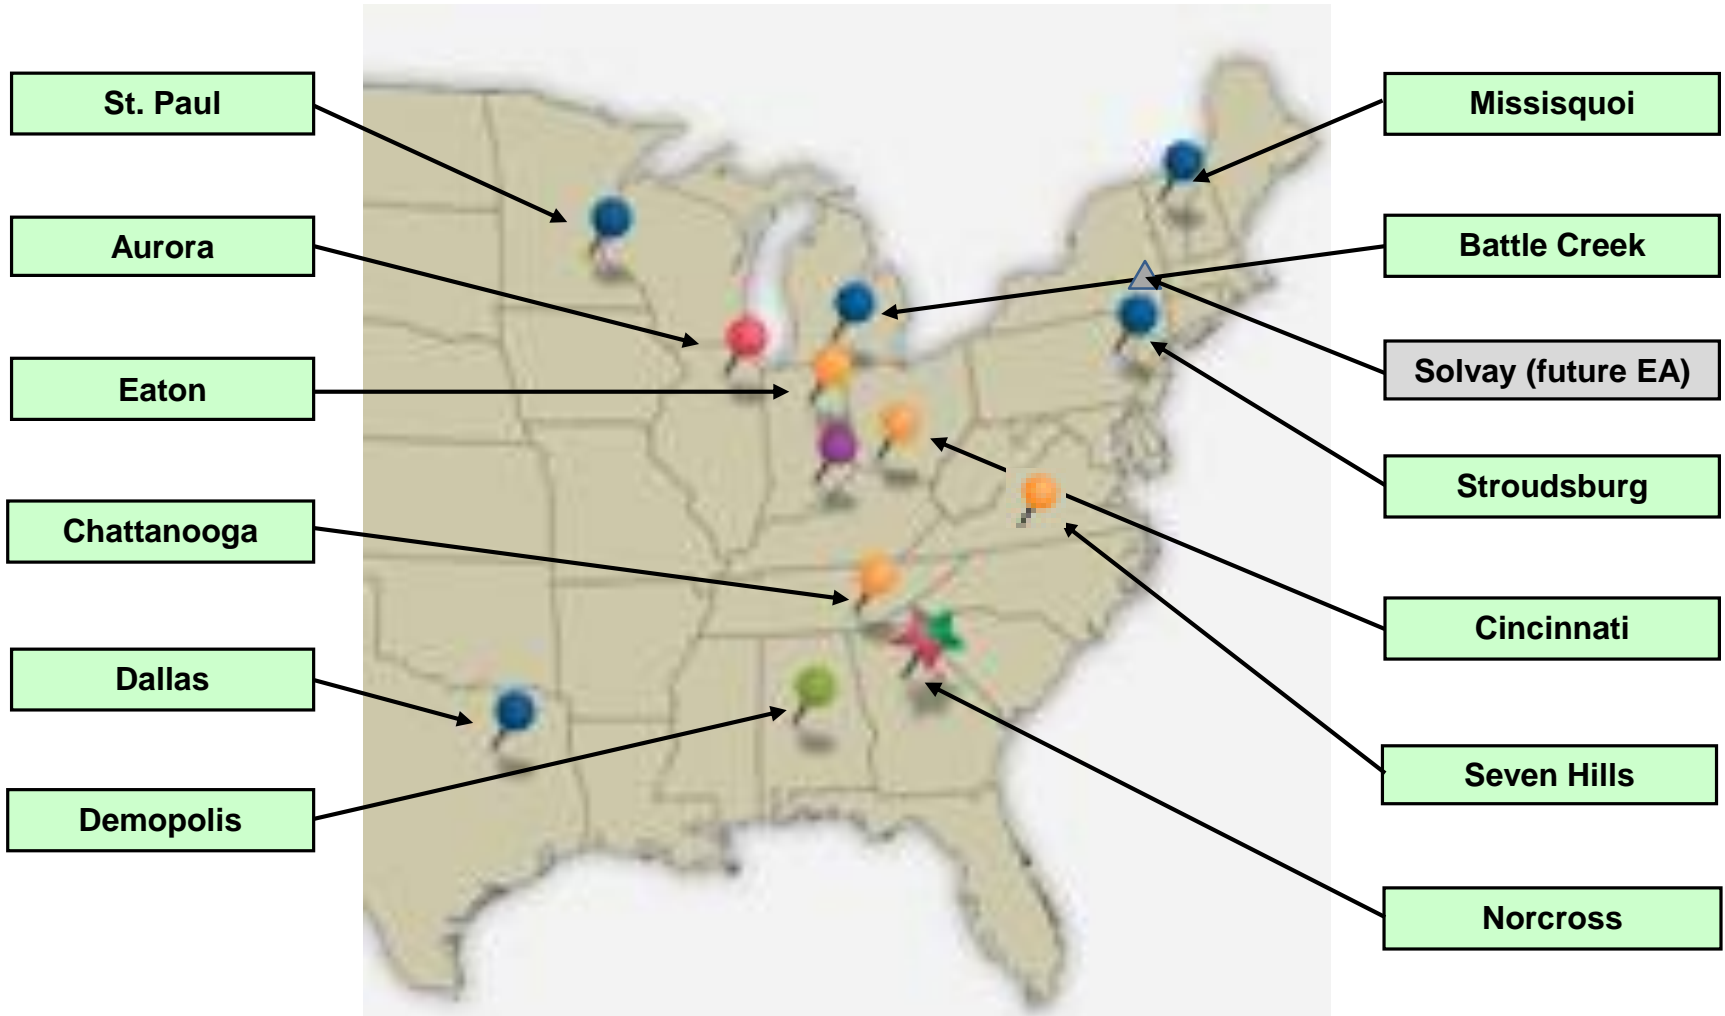 St. Paul
Aurora
Eaton
Chattanooga
Dallas
Demopolis
Missisquoi
Battle Creek
Solvay (future EA)
Stroudsburg
Cincinnati
Seven Hills
Norcross